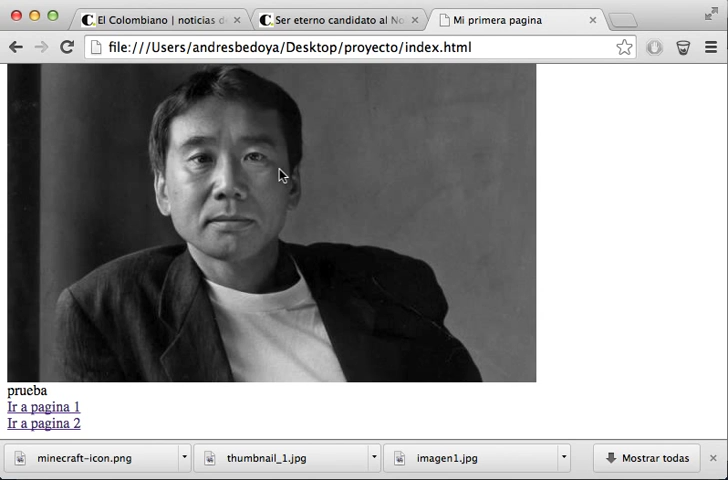 El Colombiano | noticias de
Ser eterno candidato al No
Mi primera pagina
file:///Users/andresbedoya/Desktop/proyecto/index.html
prueba
Ir a pagina 1
Ir a pagina 2
minecraft-icon.png
thumbnail_1.jpg
imagen1.jpg
Mostrar todas